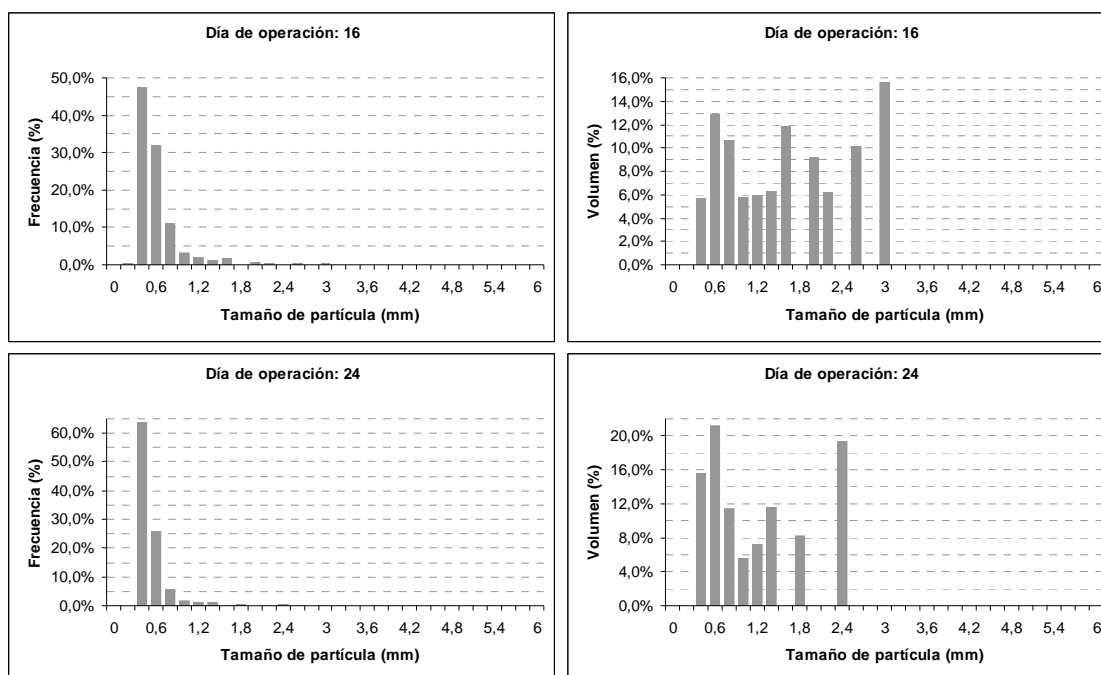 Día de operación: 16
50,0%
40,0%
30,0%
20,0%
10,0%
0,0%
Frecuencia (%)
0 0,6 1,2 1,8 2,4 3 3,6 4,2 4,8 5,4 6
Tamaño de partícula (mm)
Día de operación: 16
16,0%
14,0%
12,0%
10,0%
8,0%
6,0%
4,0%
2,0%
0,0%
Volumen (%)
0 0,6 1,2 1,8 2,4 3 3,6 4,2 4,8 5,4 6
Tamaño de partícula (mm)
Día de operación: 24
60,0%
50,0%
40,0%
30,0%
20,0%
10,0%
0,0%
Frecuencia (%)
0 0,6 1,2 1,8 2,4 3 3,6 4,2 4,8 5,4 6
Tamaño de partícula (mm)
Día de operación: 24
20,0%
16,0%
12,0%
8,0%
4,0%
0,0%
Volumen (%)
0 0,6 1,2 1,8 2,4 3 3,6 4,2 4,8 5,4 6
Tamaño de partícula (mm)